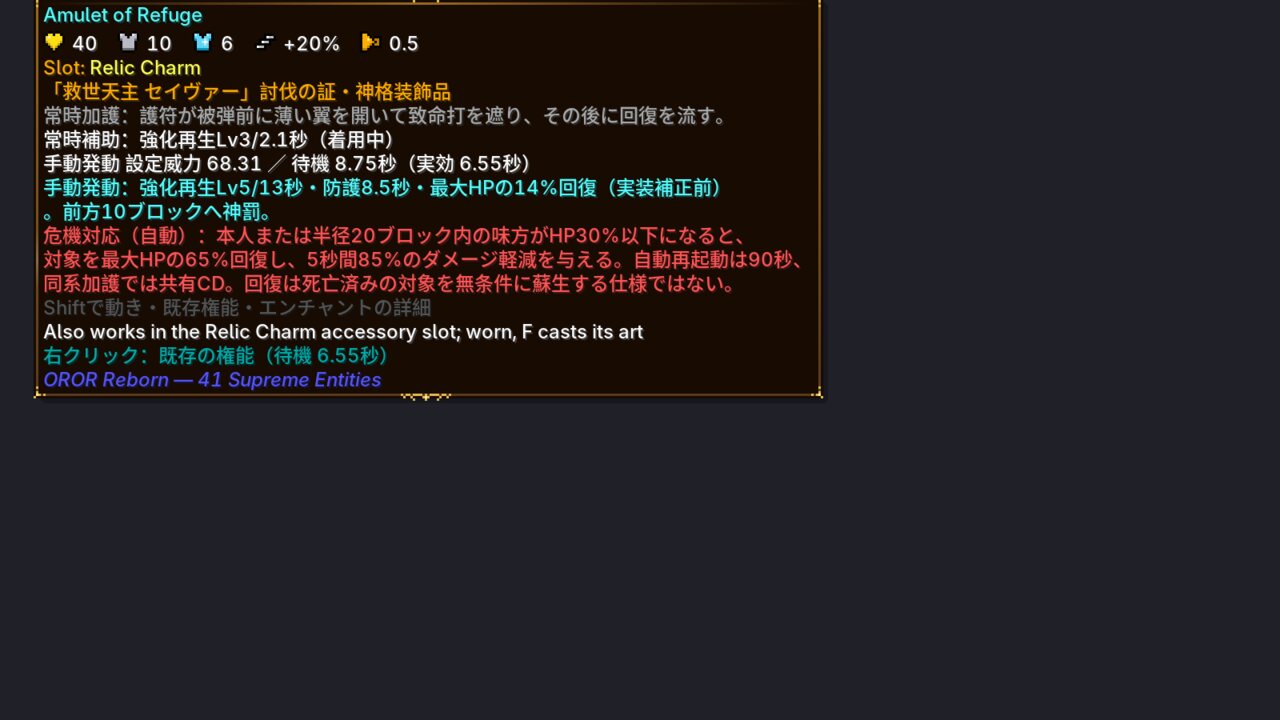 Amulet of Refuge
40 10 6 +20% 0.5
Slot: Relic Charm
「救世天主 セイヴァー」討伐の証・神格装飾品
常時加護：護符が被弾前に薄い翼を開いて致命打を遮り、その後に回復を流す。
常時補助：強化再生Lv3/2.1秒（着用中）
手動発動 設定威力 68.31 ／ 待機 8.75秒（実効 6.55秒）
手動発動：強化再生Lv5/13秒・防護8.5秒・最大HPの14%回復（実装補正前）
。前方10ブロックへ神罰。
危機対応（自動）：本人または半径20ブロック内の味方がHP30%以下になると、
対象を最大HPの65%回復し、5秒間85%のダメージ軽減を与える。自動再起動は90秒、
同系加護では共有CD。回復は死亡済みの対象を無条件に蘇生する仕様ではない。
Shiftで動き・既存権能・エンチャントの詳細
Also works in the Relic Charm accessory slot; worn, F casts its art
右クリック：既存の権能（待機 6.55秒）
OROR Reborn — 41 Supreme Entities